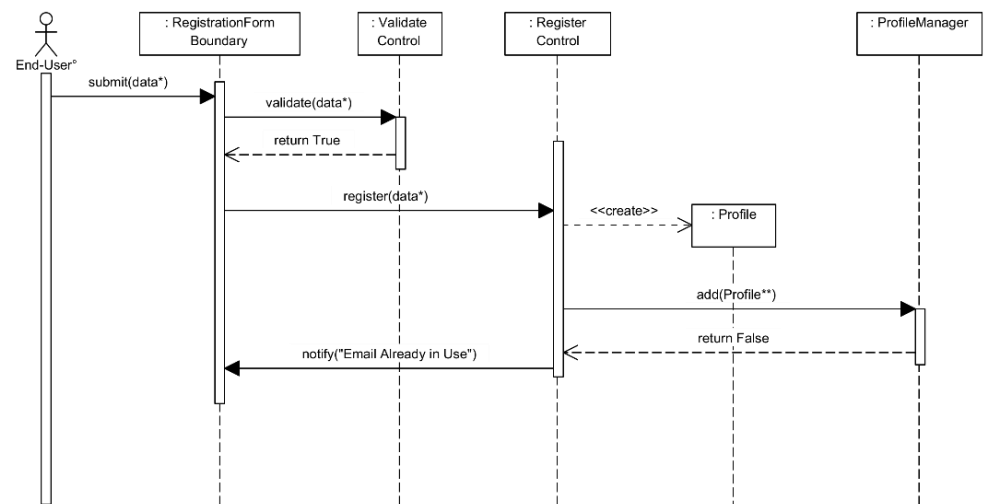 : RegistrationForm
Boundary
: Validate
Control
: Register
Control
: ProfileManager
End-User°
submit(data*)
validate(data*)
return True
register(data*)
<<create>>
: Profile
add(Profile**)
return False
notify("Email Already in Use")